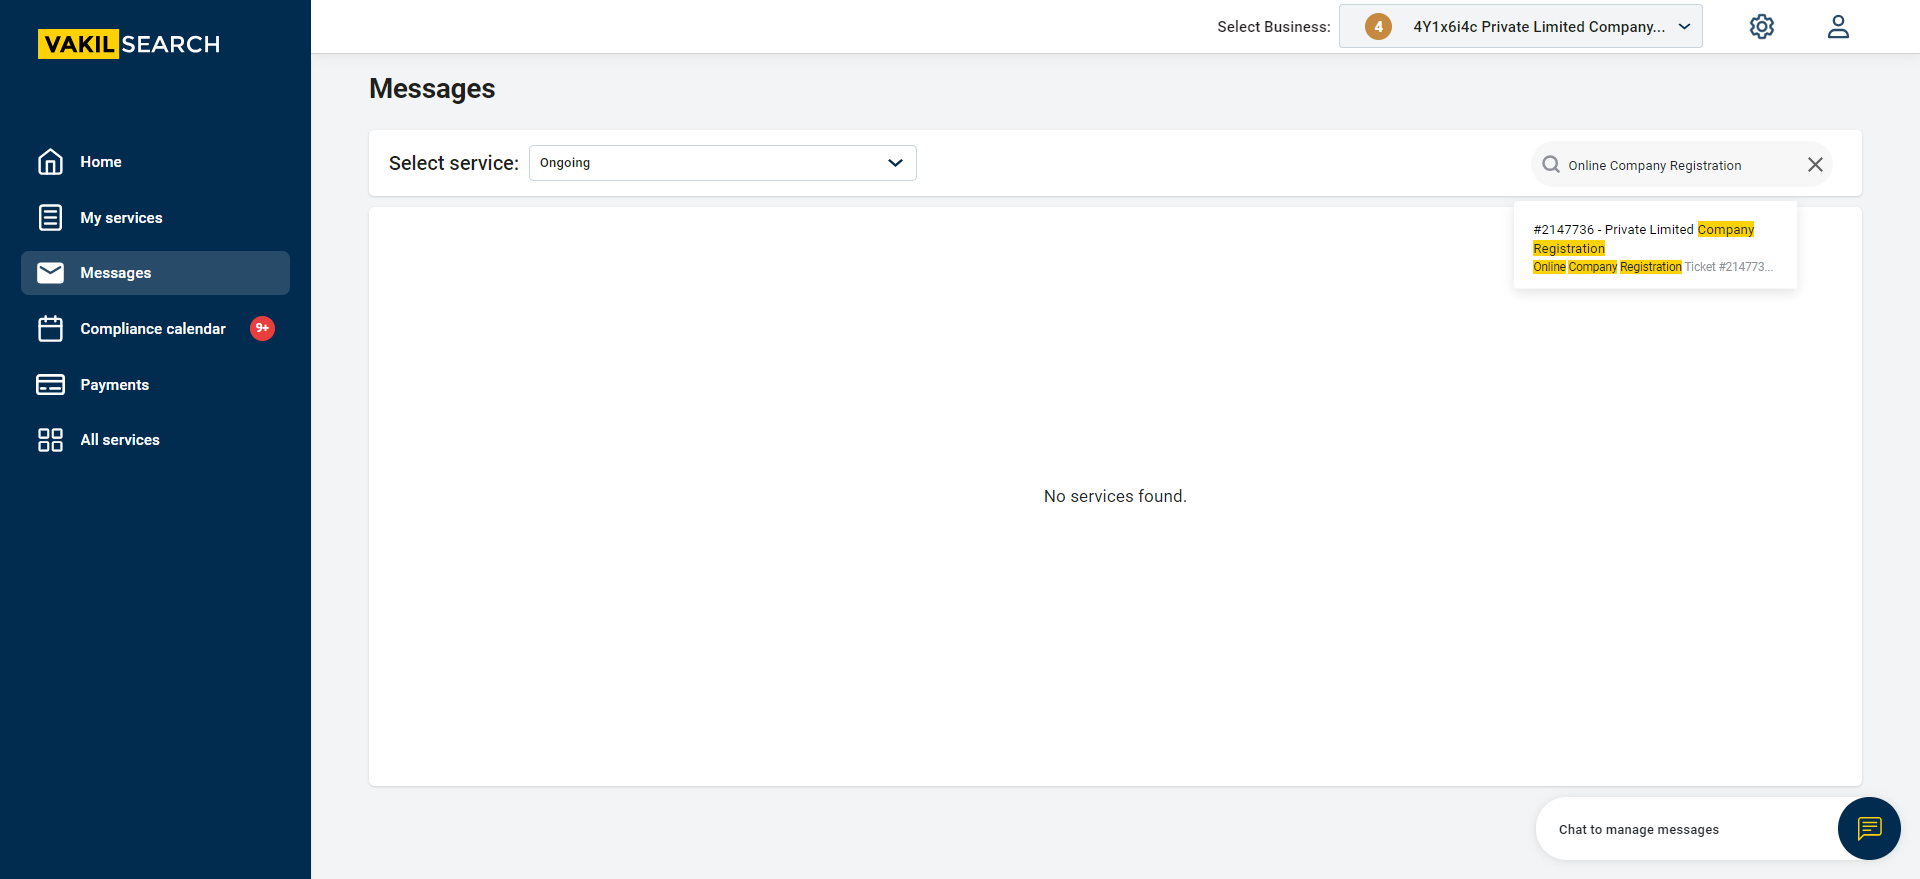 VAKILSEARCH
Select Business: 4 4Y1x6i4c Private Limited Company...
Messages
Home
My services
Messages
Compliance calendar 9+
Payments
All services
Select service: Ongoing
Online Company Registration
#2147736 - Private Limited Company
Registration
Online Company Registration Ticket #214773...
No services found.
Chat to manage messages